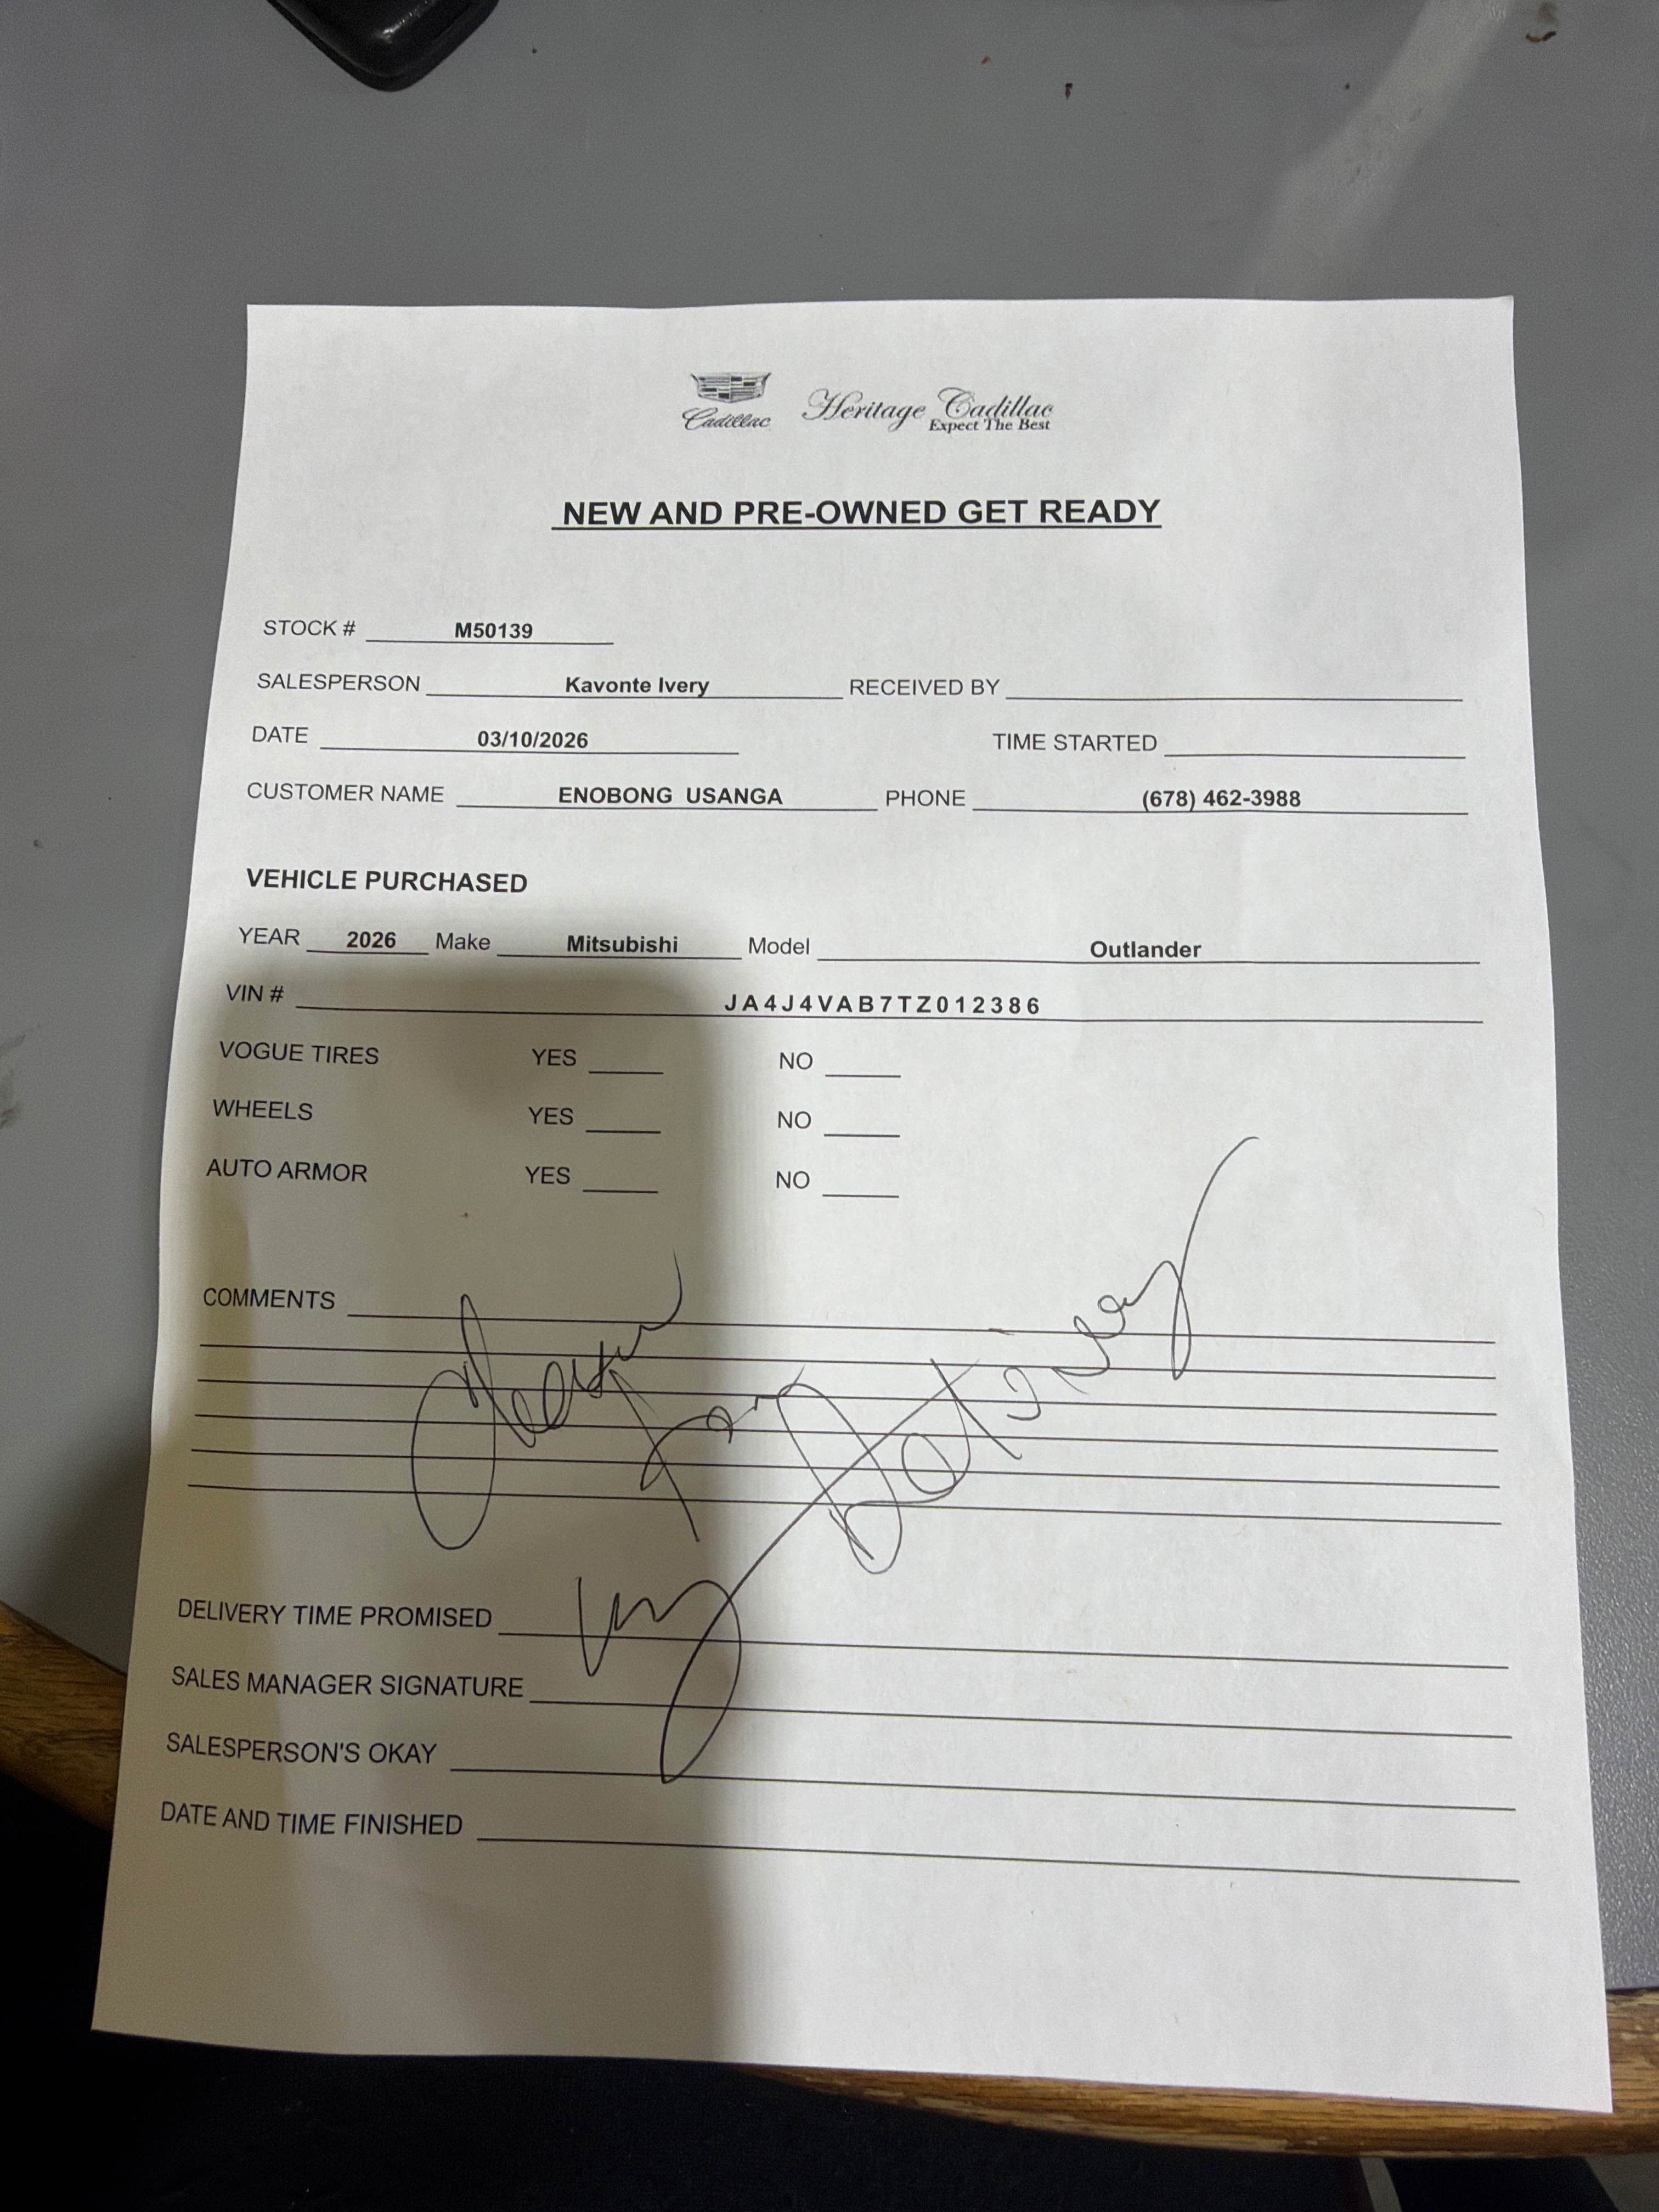 Cadillac Heritage Cadillac
Expect The Best
NEW AND PRE-OWNED GET READY
STOCK # M50139
SALESPERSON Kavonte Ivery RECEIVED BY
DATE 03/10/2026 TIME STARTED
CUSTOMER NAME ENOBONG USANGA PHONE (678) 462-3988
VEHICLE PURCHASED
YEAR 2026 Make Mitsubishi Model Outlander
VIN # JA4J4VAB7TZ012386
VOGUE TIRES YES NO
WHEELS YES NO
AUTO ARMOR YES NO
COMMENTS
Clean
for Delivery
DELIVERY TIME PROMISED
SALES MANAGER SIGNATURE
SALESPERSON'S OKAY
DATE AND TIME FINISHED